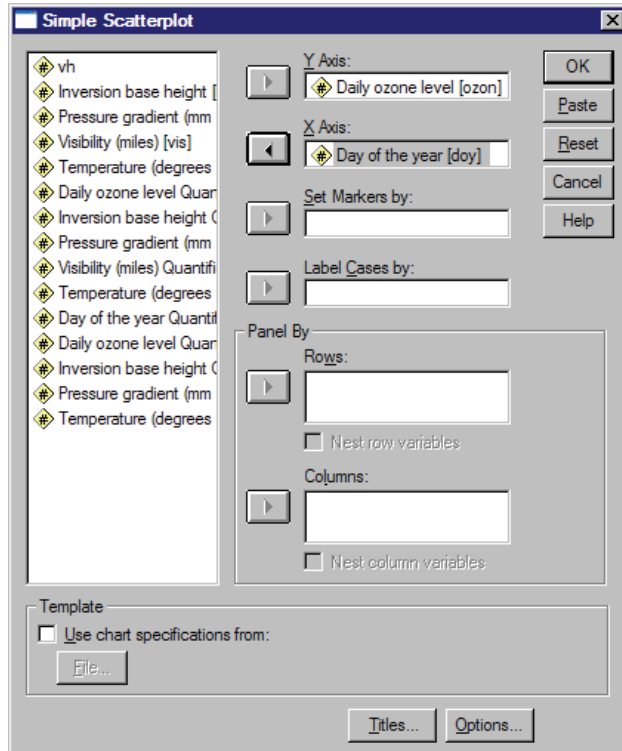 Simple Scatterplot
vh
Inversion base height [
Pressure gradient (mm
Visibility (miles) [vis]
Temperature (degrees
Daily ozone level Quan
Inversion base height Q
Pressure gradient (mm
Visibility (miles) Quantifi
Temperature (degrees
Day of the year Quantif
Daily ozone level Quan
Inversion base height Q
Pressure gradient (mm
Temperature (degrees
Y Axis:
Daily ozone level [ozon]
X Axis:
Day of the year [doy]
Set Markers by:
Label Cases by:
Panel By
Rows:
Nest row variables
Columns:
Nest column variables
OK
Paste
Reset
Cancel
Help
Template
Use chart specifications from:
File...
Titles...
Options...